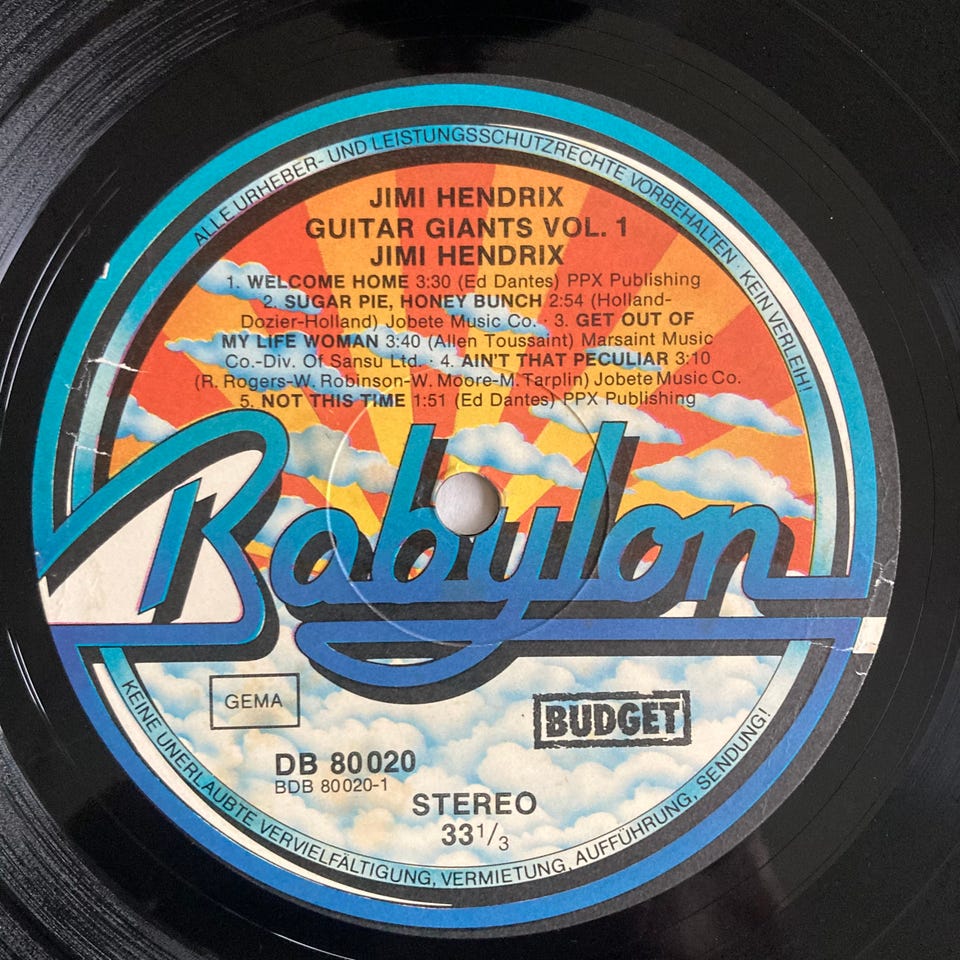 ALLE URHEBER- UND LEISTUNGSSCHUTZRECHTE VORBEHALTEN · KEIN VERLEIH!
JIMI HENDRIX
GUITAR GIANTS VOL. 1
JIMI HENDRIX
1. WELCOME HOME 3:30 (Ed Dantes) PPX Publishing
2. SUGAR PIE, HONEY BUNCH 2:54 (Holland-
Dozier-Holland) Jobete Music Co. · 3. GET OUT OF
MY LIFE WOMAN 3:40 (Allen Toussaint) Marsaint Music
Co.-Div. Of Sansu Ltd. · 4. AIN'T THAT PECULIAR 3:10
(R. Rogers-W. Robinson-W. Moore-M. Tarplin) Jobete Music Co.
5. NOT THIS TIME 1:51 (Ed Dantes) PPX Publishing
Babylon
GEMA
BUDGET
DB 80020
BDB 80020-1
STEREO
33 1/3
KEINE UNERLAUBTE VERVIELFÄLTIGUNG, VERMIETUNG, AUFFÜHRUNG, SENDUNG!